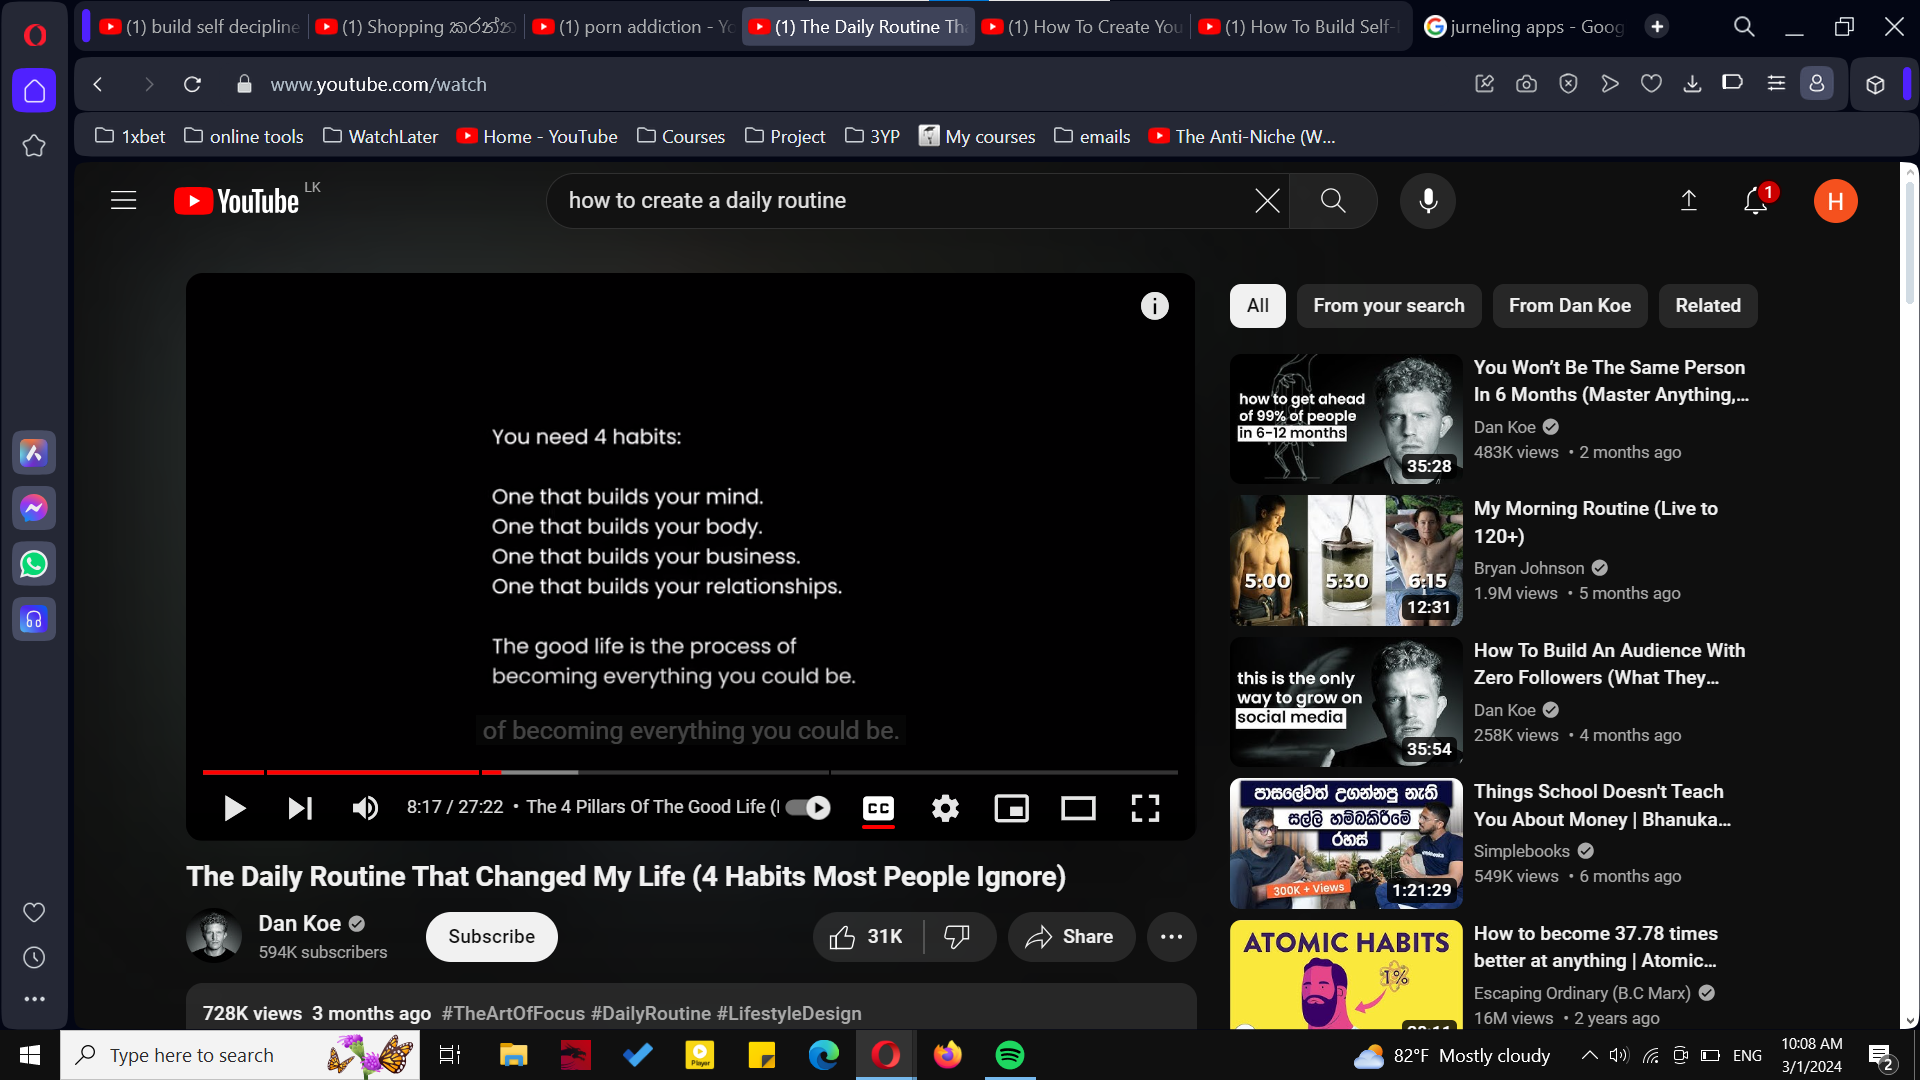 (1) build self decipline
(1) Shopping කරන්න
(1) porn addiction - Yo
(1) The Daily Routine Tha
(1) How To Create You
(1) How To Build Self-
jurneling apps - Goog
www.youtube.com/watch
1xbet
online tools
WatchLater
Home - YouTube
Courses
Project
3YP
My courses
emails
The Anti-Niche (W...
YouTube LK
how to create a daily routine
1
H
You need 4 habits:
One that builds your mind.
One that builds your body.
One that builds your business.
One that builds your relationships.
The good life is the process of
becoming everything you could be.
of becoming everything you could be.
8:17 / 27:22 • The 4 Pillars Of The Good Life (
CC
The Daily Routine That Changed My Life (4 Habits Most People Ignore)
Dan Koe
594K subscribers
Subscribe
31K
Share
728K views 3 months ago #TheArtOfFocus #DailyRoutine #LifestyleDesign
All
From your search
From Dan Koe
Related
how to get ahead
of 99% of people
in 6-12 months
35:28
You Won’t Be The Same Person
In 6 Months (Master Anything,...
Dan Koe
483K views • 2 months ago
5:00
5:30
6:15
12:31
My Morning Routine (Live to
120+)
Bryan Johnson
1.9M views • 5 months ago
this is the only
way to grow on
social media
35:54
How To Build An Audience With
Zero Followers (What They...
Dan Koe
258K views • 4 months ago
පාසලේවත් උගන්නපු නැති
සල්ලි හම්බකිරීමේ
රහස්
300K + Views
1:21:29
Things School Doesn't Teach
You About Money | Bhanuka...
Simplebooks
549K views • 6 months ago
ATOMIC HABITS
1%
How to become 37.78 times
better at anything | Atomic...
Escaping Ordinary (B.C Marx)
16M views • 2 years ago
Type here to search
Player
82°F Mostly cloudy
ENG
10:08 AM
3/1/2024
2